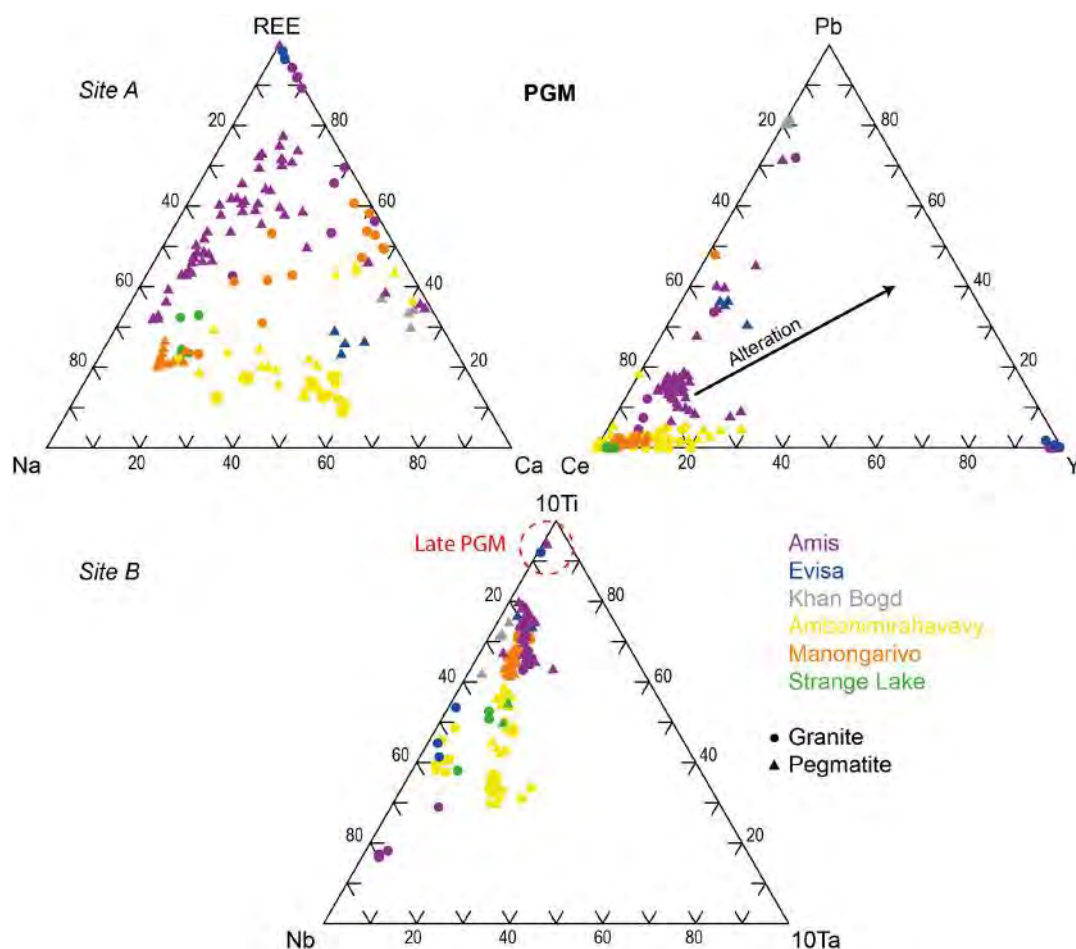 REE
Pb
Site A
PGM
20
80
20
80
40
60
40
60
60
40
60
40
Alteration
80
20
80
20
Na
20
40
60
80
Ca
Ce
20
40
60
80
Y
10Ti
Late PGM
Site B
20
80
40
60
60
40
80
20
Nb
20
40
60
80
10Ta
Amis
Evisa
Khan Bogd
Ambohimirahavavy
Manongarivo
Strange Lake
Granite
Pegmatite